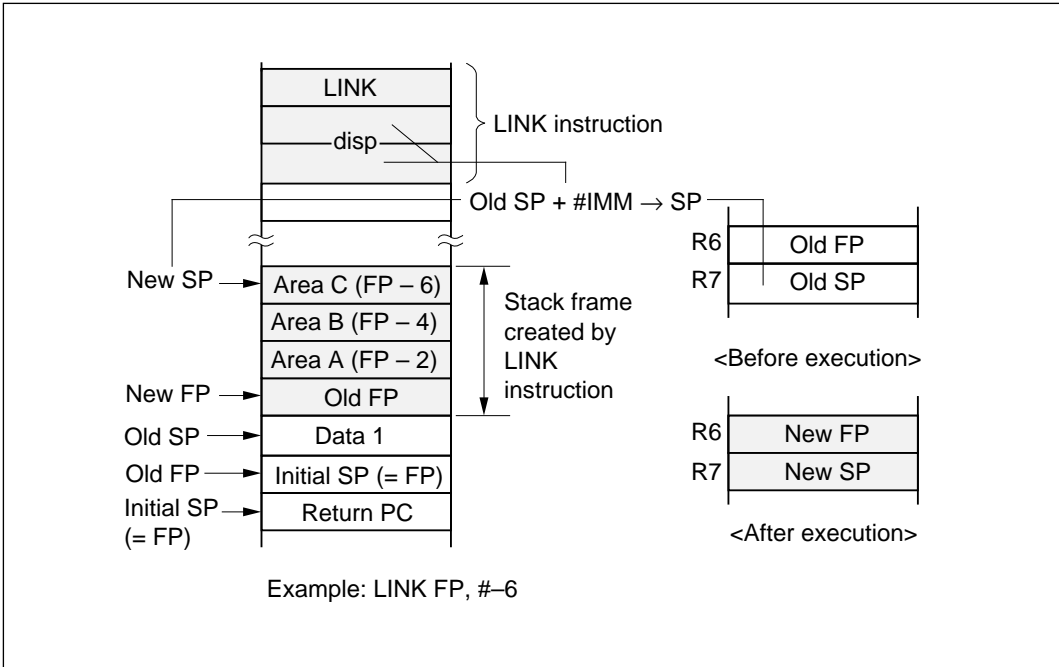 LINK
disp
LINK instruction
Old SP + #IMM → SP
R6 Old FP
R7 Old SP
<Before execution>
New SP
Area C (FP – 6)
Area B (FP – 4)
Area A (FP – 2)
Stack frame
created by
LINK
instruction
New FP
Old FP
Old SP
Data 1
Old FP
Initial SP (= FP)
Initial SP
(= FP)
Return PC
R6 New FP
R7 New SP
<After execution>
Example: LINK FP, #–6